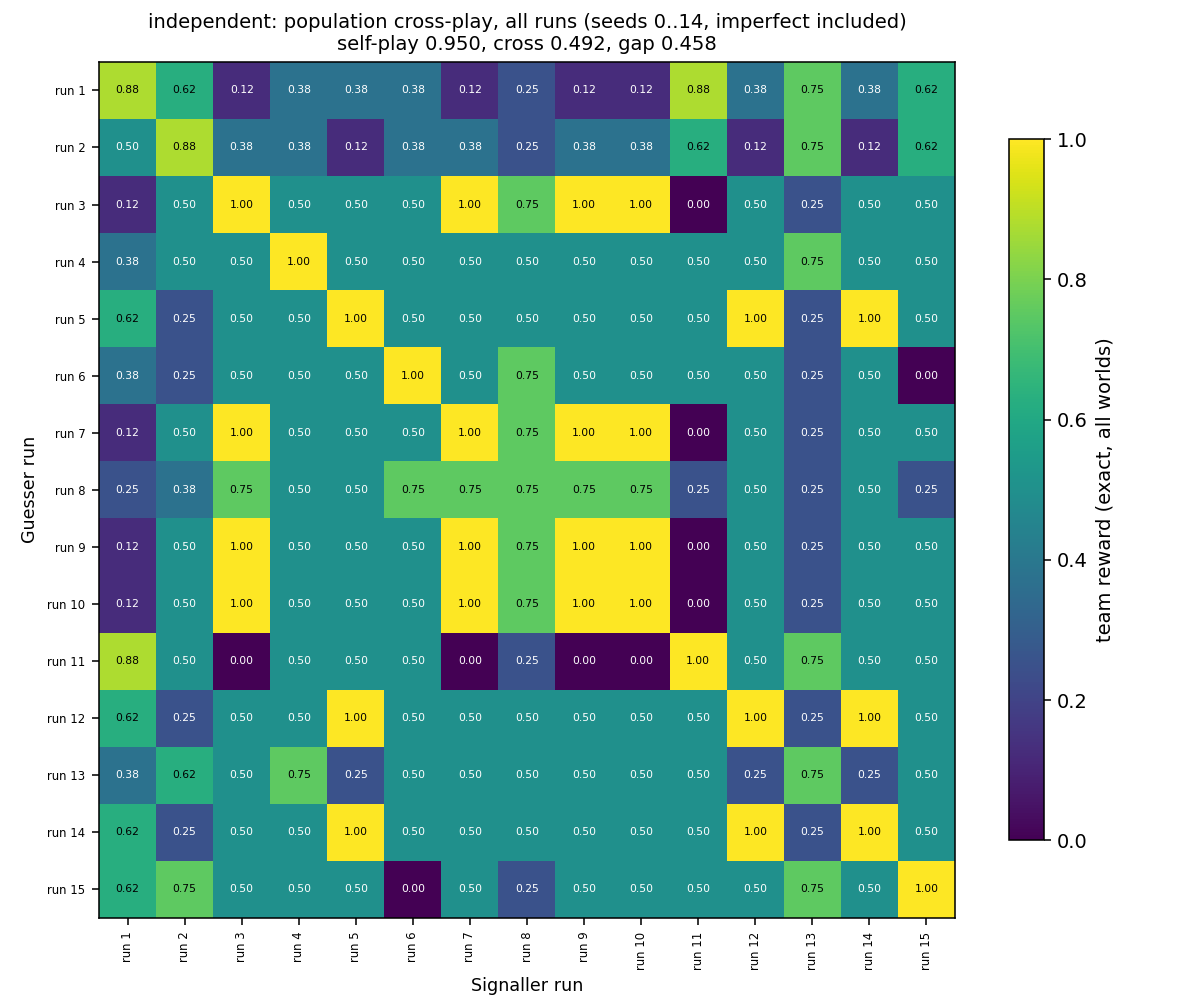 independent: population cross-play, all runs (seeds 0..14, imperfect included)
self-play 0.950, cross 0.492, gap 0.458
run 1 0.88 0.62 0.12 0.38 0.38 0.38 0.12 0.25 0.12 0.12 0.88 0.38 0.75 0.38 0.62
run 2 0.50 0.88 0.38 0.38 0.12 0.38 0.38 0.25 0.38 0.38 0.62 0.12 0.75 0.12 0.62
run 3 0.12 0.50 1.00 0.50 0.50 0.50 1.00 0.75 1.00 1.00 0.00 0.50 0.25 0.50 0.50
run 4 0.38 0.50 0.50 1.00 0.50 0.50 0.50 0.50 0.50 0.50 0.50 0.50 0.75 0.50 0.50
run 5 0.62 0.25 0.50 0.50 1.00 0.50 0.50 0.50 0.50 0.50 0.50 1.00 0.25 1.00 0.50
run 6 0.38 0.25 0.50 0.50 0.50 1.00 0.50 0.75 0.50 0.50 0.50 0.50 0.25 0.50 0.00
run 7 0.12 0.50 1.00 0.50 0.50 0.50 1.00 0.75 1.00 1.00 0.00 0.50 0.25 0.50 0.50
run 8 0.25 0.38 0.75 0.50 0.50 0.75 0.75 0.75 0.75 0.75 0.25 0.50 0.25 0.50 0.25
run 9 0.12 0.50 1.00 0.50 0.50 0.50 1.00 0.75 1.00 1.00 0.00 0.50 0.25 0.50 0.50
run 10 0.12 0.50 1.00 0.50 0.50 0.50 1.00 0.75 1.00 1.00 0.00 0.50 0.25 0.50 0.50
run 11 0.88 0.50 0.00 0.50 0.50 0.50 0.00 0.25 0.00 0.00 1.00 0.50 0.75 0.50 0.50
run 12 0.62 0.25 0.50 0.50 1.00 0.50 0.50 0.50 0.50 0.50 0.50 1.00 0.25 1.00 0.50
run 13 0.38 0.62 0.50 0.75 0.25 0.50 0.50 0.50 0.50 0.50 0.50 0.25 0.75 0.25 0.50
run 14 0.62 0.25 0.50 0.50 1.00 0.50 0.50 0.50 0.50 0.50 0.50 1.00 0.25 1.00 0.50
run 15 0.62 0.75 0.50 0.50 0.50 0.00 0.50 0.25 0.50 0.50 0.50 0.50 0.75 0.50 1.00
run 1 run 2 run 3 run 4 run 5 run 6 run 7 run 8 run 9 run 10 run 11 run 12 run 13 run 14 run 15
Signaller run
Guesser run
1.0
0.8
0.6
0.4
0.2
0.0
team reward (exact, all worlds)